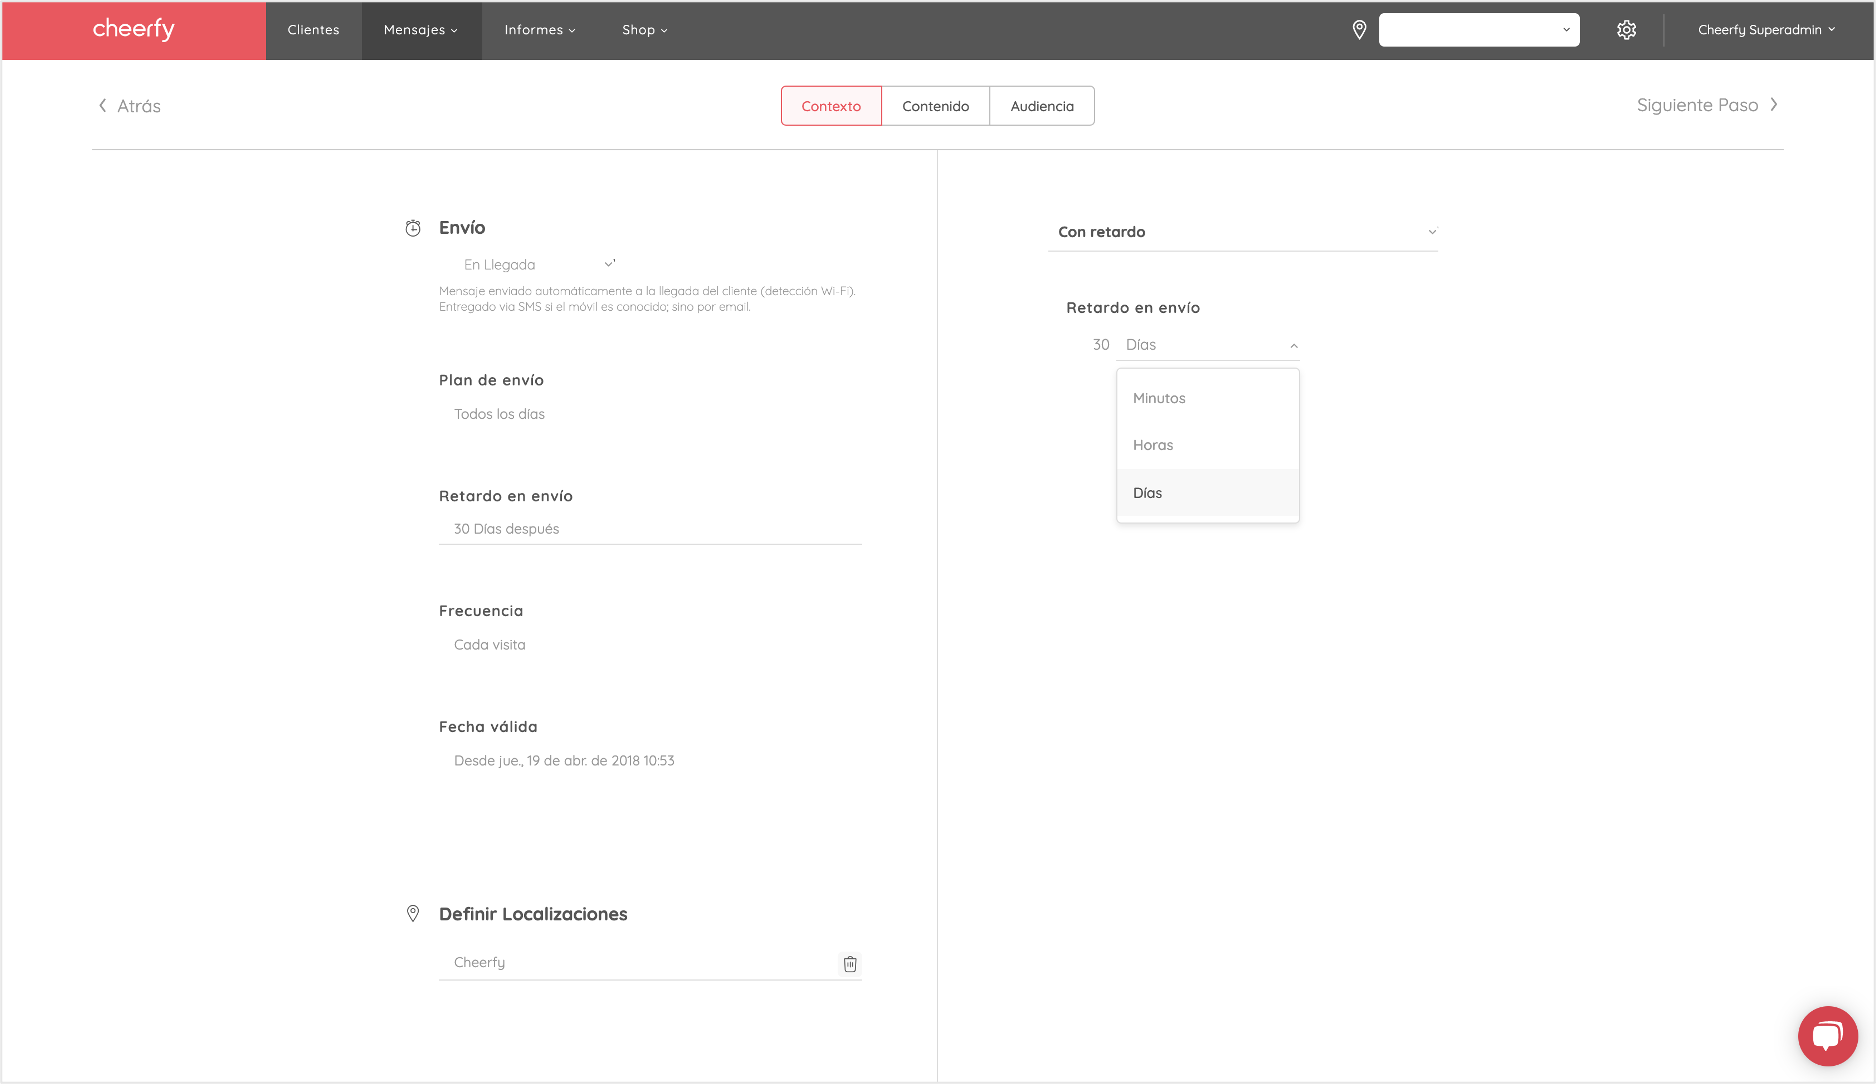 cheerfy
Clientes
Mensajes
Informes
Shop
Cheerfy Superadmin
Atrás
Contexto
Contenido
Audiencia
Siguiente Paso
Envío
En Llegada
Mensaje enviado automáticamente a la llegada del cliente (detección Wi-Fi).
Entregado via SMS si el móvil es conocido; sino por email.
Plan de envío
Todos los días
Retardo en envío
30 Días después
Frecuencia
Cada visita
Fecha válida
Desde jue., 19 de abr. de 2018 10:53
Definir Localizaciones
Cheerfy
Con retardo
Retardo en envío
30 Días
Minutos
Horas
Días